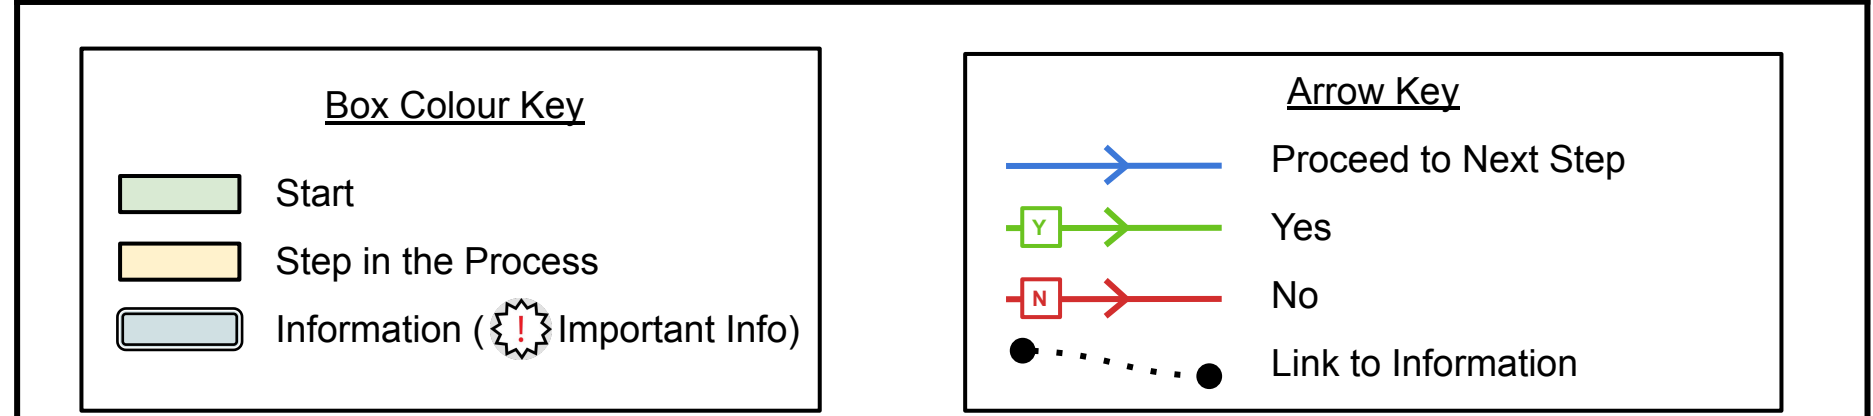 Box Colour Key
Start
Step in the Process
Information ( ! Important Info)
Arrow Key
Proceed to Next Step
Y Yes
N No
Link to Information